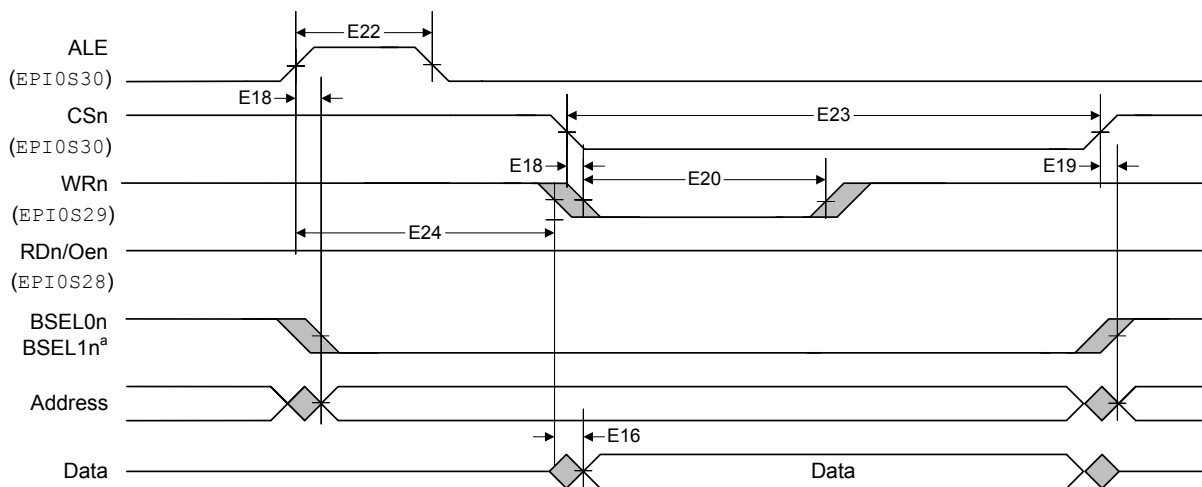 E22
ALE
(EPI0S30)
E18
CSn
E23
(EPI0S30)
E18
E19
WRn
E20
(EPI0S29)
E24
RDn/Oen
(EPI0S28)
BSEL0n
BSEL1nᵃ
Address
E16
Data
Data